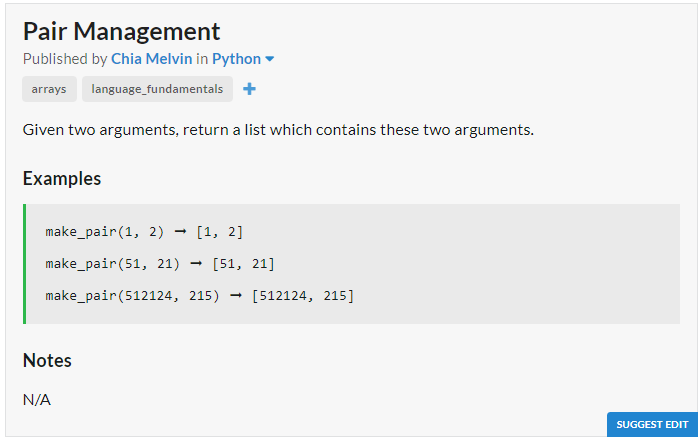 Pair Management
Published by Chia Melvin in Python
arrays language_fundamentals +
Given two arguments, return a list which contains these two arguments.
Examples
make_pair(1, 2) ➞ [1, 2]
make_pair(51, 21) ➞ [51, 21]
make_pair(512124, 215) ➞ [512124, 215]
Notes
N/A
SUGGEST EDIT